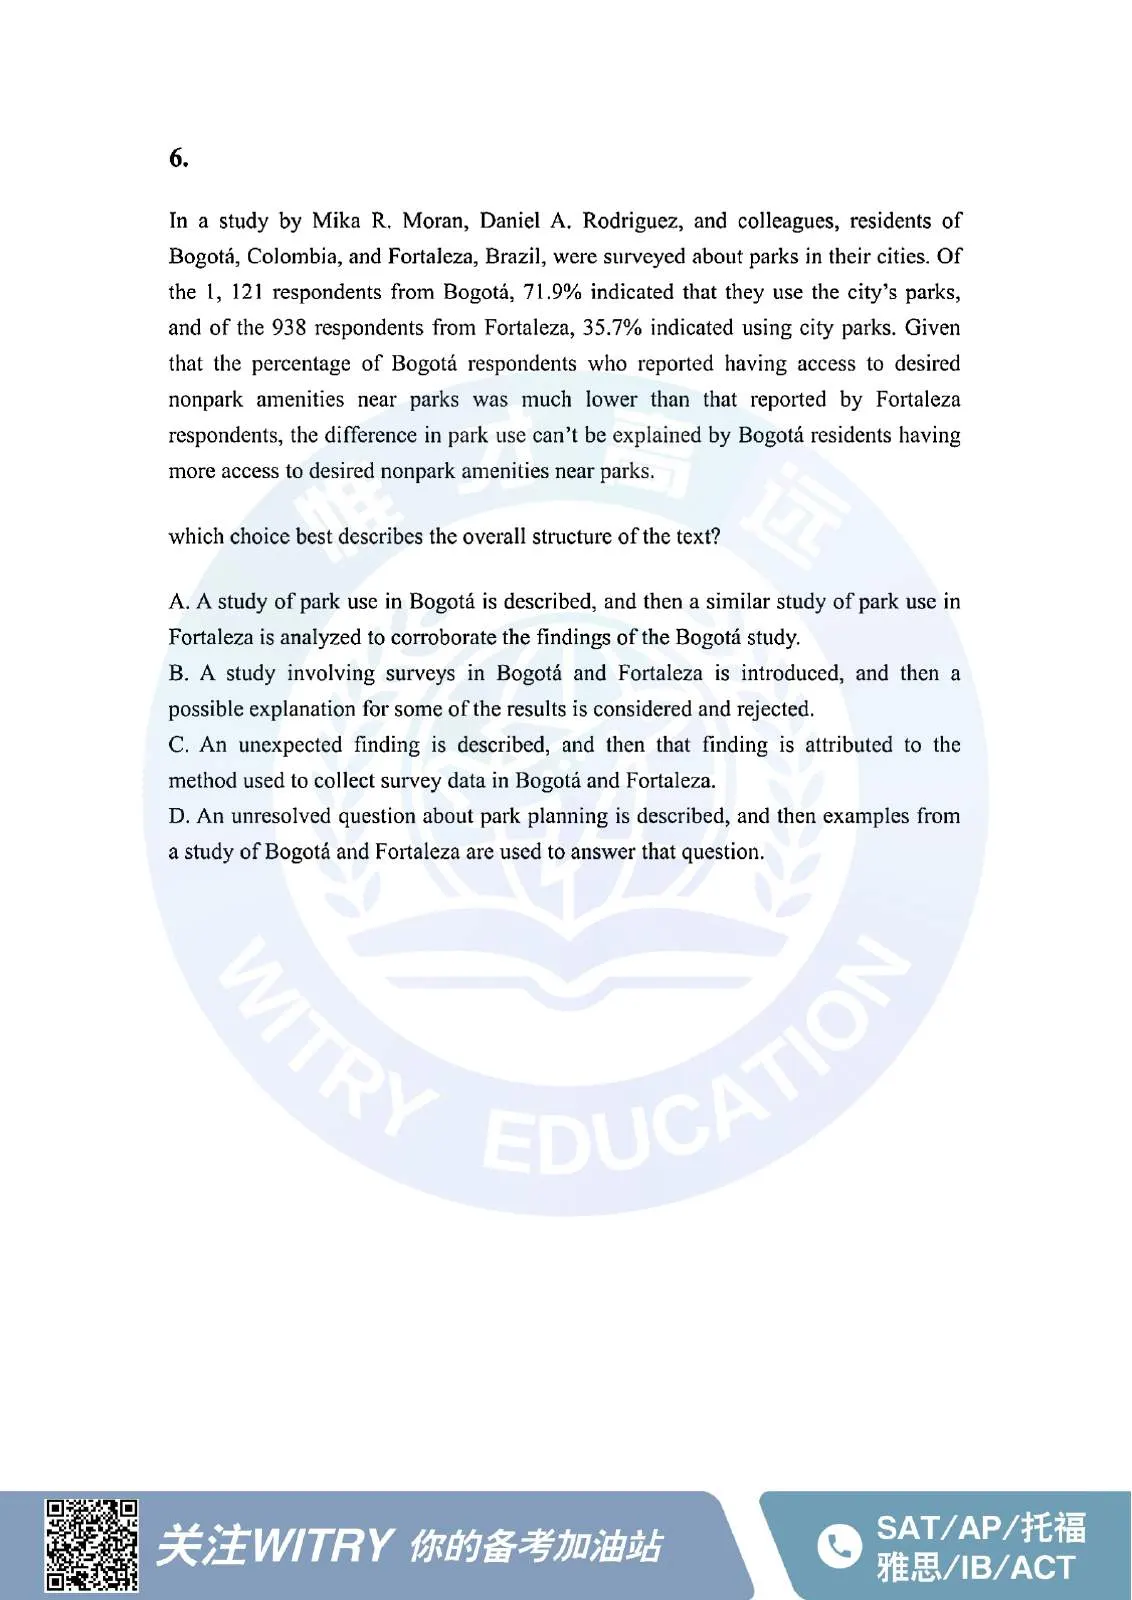 6.
In a study by Mika R. Moran, Daniel A. Rodriguez, and colleagues, residents of
Bogotá, Colombia, and Fortaleza, Brazil, were surveyed about parks in their cities. Of
the 1, 121 respondents from Bogotá, 71.9% indicated that they use the city's parks,
and of the 938 respondents from Fortaleza, 35.7% indicated using city parks. Given
that the percentage of Bogotá respondents who reported having access to desired
nonpark amenities near parks was much lower than that reported by Fortaleza
respondents, the difference in park use can't be explained by Bogotá residents having
more access to desired nonpark amenities near parks.
which choice best describes the overall structure of the text?
A. A study of park use in Bogotá is described, and then a similar study of park use in
Fortaleza is analyzed to corroborate the findings of the Bogotá study.
B. A study involving surveys in Bogotá and Fortaleza is introduced, and then a
possible explanation for some of the results is considered and rejected.
C. An unexpected finding is described, and then that finding is attributed to the
method used to collect survey data in Bogotá and Fortaleza.
D. An unresolved question about park planning is described, and then examples from
a study of Bogotá and Fortaleza are used to answer that question.
惟才高远
WITRY EDUCATION
关注WITRY 你的备考加油站
SAT/AP/托福
雅思/IB/ACT